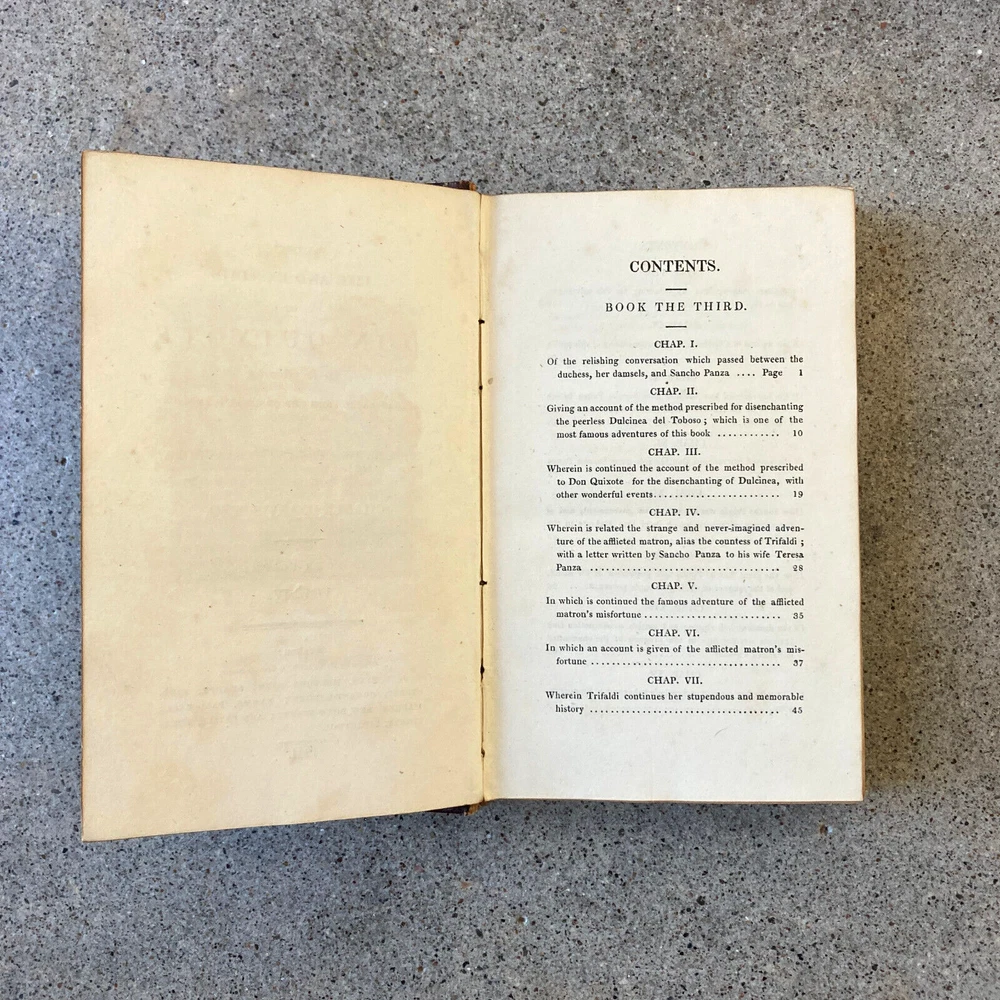 CONTENTS.
BOOK THE THIRD.
CHAP. I.
Of the relishing conversation which passed between the
duchess, her damsels, and Sancho Panza .... Page 1
CHAP. II.
Giving an account of the method prescribed for disenchanting
the peerless Dulcinea del Toboso; which is one of the
most famous adventures of this book ............ 10
CHAP. III.
Wherein is continued the account of the method prescribed
to Don Quixote for the disenchanting of Dulcinea, with
other wonderful events........................ 19
CHAP. IV.
Wherein is related the strange and never-imagined adven-
ture of the afflicted matron, alias the countess of Trifaldi;
with a letter written by Sancho Panza to his wife Teresa
Panza .................................... 28
CHAP. V.
In which is continued the famous adventure of the afflicted
matron's misfortune .......................... 35
CHAP. VI.
In which an account is given of the afflicted matron's mis-
fortune .................................... 37
CHAP. VII.
Wherein Trifaldi continues her stupendous and memorable
history .................................... 45